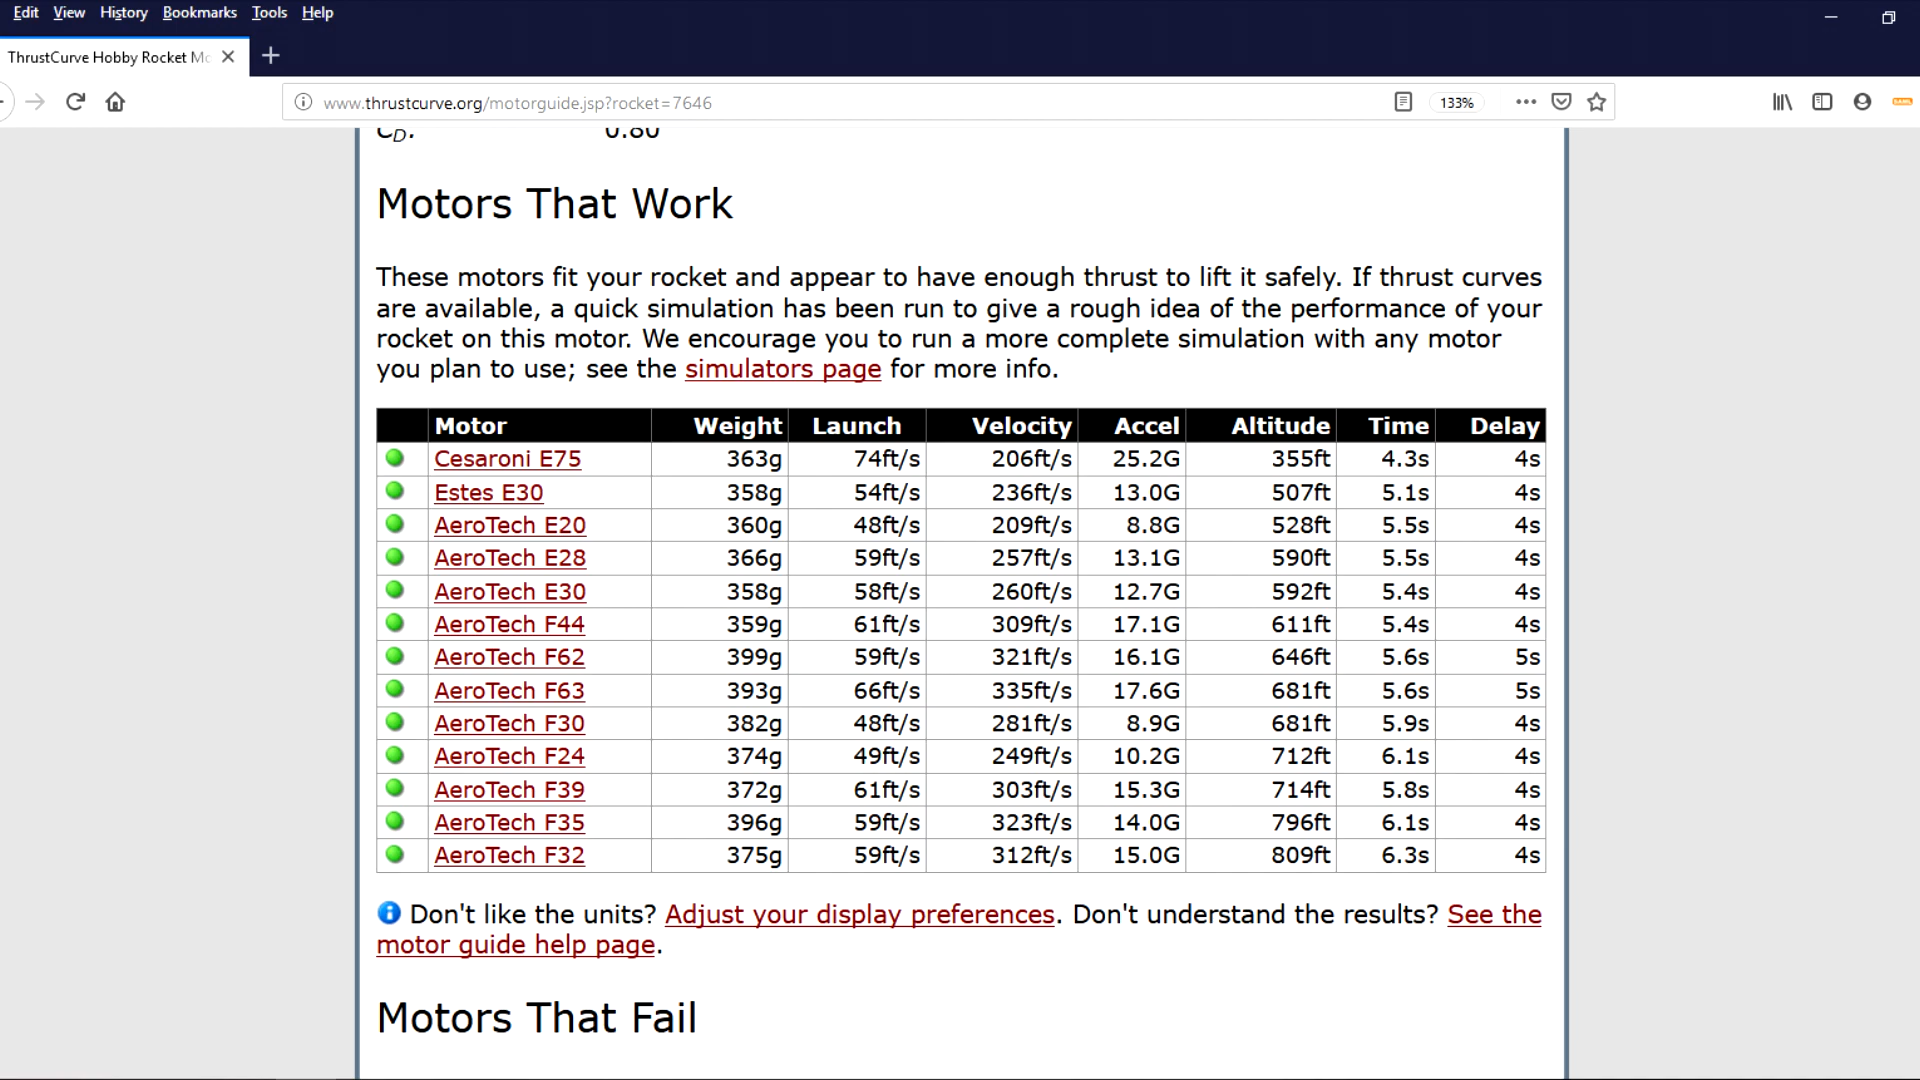 Edit View History Bookmarks Tools Help
ThrustCurve Hobby Rocket Mo
www.thrustcurve.org/motorguide.jsp?rocket=7646 133%
CD: 0.80
Motors That Work
These motors fit your rocket and appear to have enough thrust to lift it safely. If thrust curves
are available, a quick simulation has been run to give a rough idea of the performance of your
rocket on this motor. We encourage you to run a more complete simulation with any motor
you plan to use; see the simulators page for more info.
Motor Weight Launch Velocity Accel Altitude Time Delay
Cesaroni E75 363g 74ft/s 206ft/s 25.2G 355ft 4.3s 4s
Estes E30 358g 54ft/s 236ft/s 13.0G 507ft 5.1s 4s
AeroTech E20 360g 48ft/s 209ft/s 8.8G 528ft 5.5s 4s
AeroTech E28 366g 59ft/s 257ft/s 13.1G 590ft 5.5s 4s
AeroTech E30 358g 58ft/s 260ft/s 12.7G 592ft 5.4s 4s
AeroTech F44 359g 61ft/s 309ft/s 17.1G 611ft 5.4s 4s
AeroTech F62 399g 59ft/s 321ft/s 16.1G 646ft 5.6s 5s
AeroTech F63 393g 66ft/s 335ft/s 17.6G 681ft 5.6s 5s
AeroTech F30 382g 48ft/s 281ft/s 8.9G 681ft 5.9s 4s
AeroTech F24 374g 49ft/s 249ft/s 10.2G 712ft 6.1s 4s
AeroTech F39 372g 61ft/s 303ft/s 15.3G 714ft 5.8s 4s
AeroTech F35 396g 59ft/s 323ft/s 14.0G 796ft 6.1s 4s
AeroTech F32 375g 59ft/s 312ft/s 15.0G 809ft 6.3s 4s
Don't like the units? Adjust your display preferences. Don't understand the results? See the
motor guide help page.
Motors That Fail